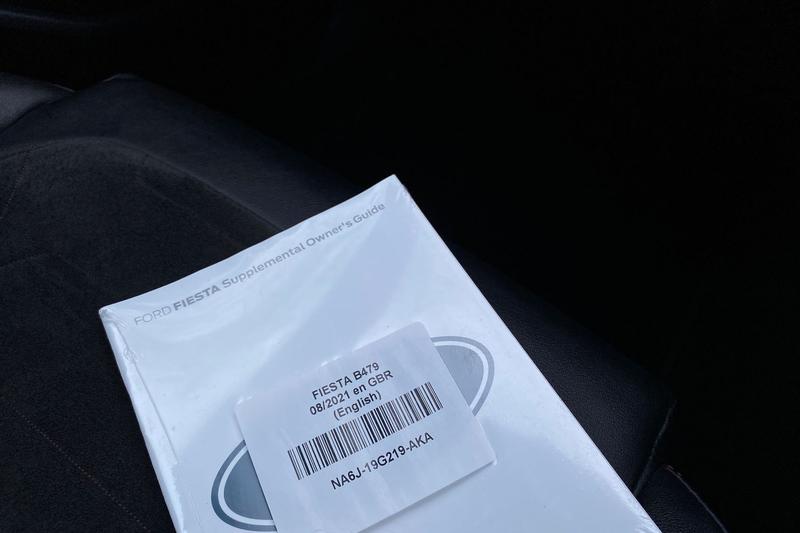 FORD FIESTA Supplemental Owner's Guide
FIESTA B479
08/2021 en GBR
(English)
NA6J-19G219-AKA